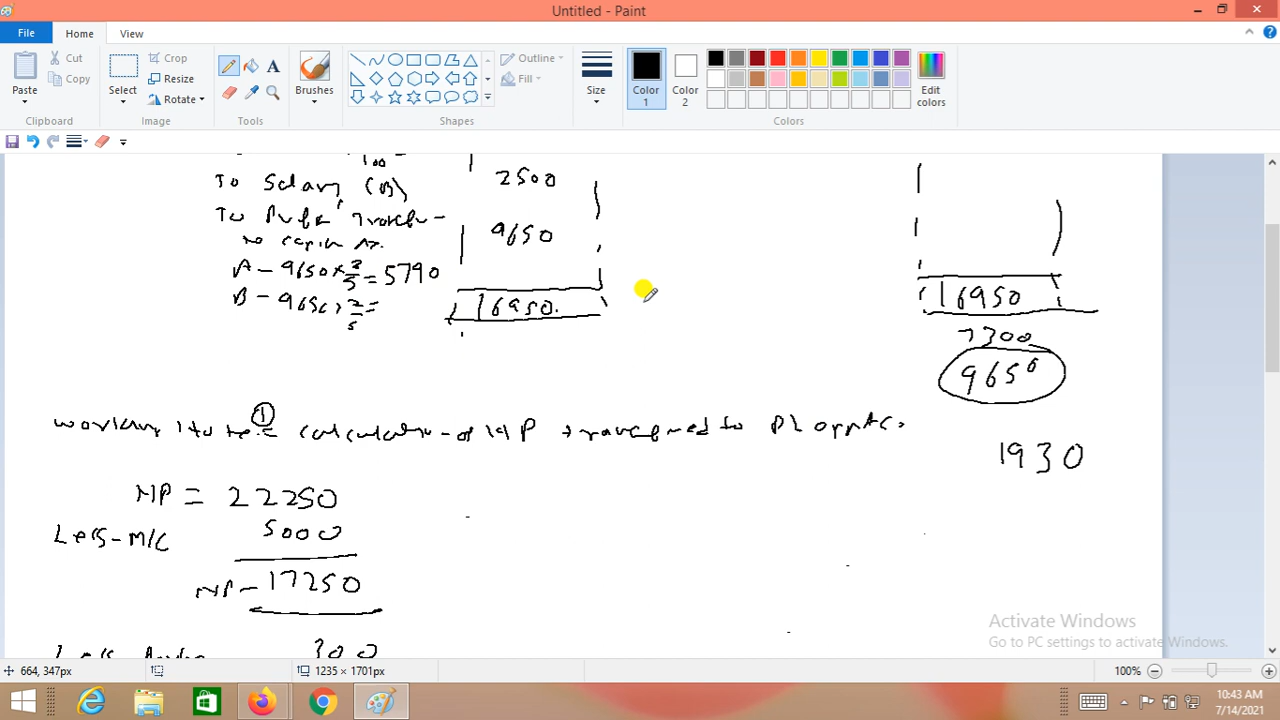 Untitled - Paint
File Home View
Paste
Cut
Copy
Clipboard
Select
Crop
Resize
Rotate
Image
A
Tools
Brushes
Shapes
Outline
Fill
Size
Color 1
Color 2
Edit colors
Colors
100
To Salary (B) 2500
To Profit Transfer
to capital A/c. 9650
A - 9650 × 3/5 = 5790
B - 9650 × 2/5 =
16950.
16950
7300
9650
working ①
calculation of NP transferred to
1930
NP = 22250
Less - M/C 5000
NP - 17250
Less 300
Activate Windows
Go to PC settings to activate Windows.
664, 347px
1235 × 1701px
100%
10:43 AM
7/14/2021